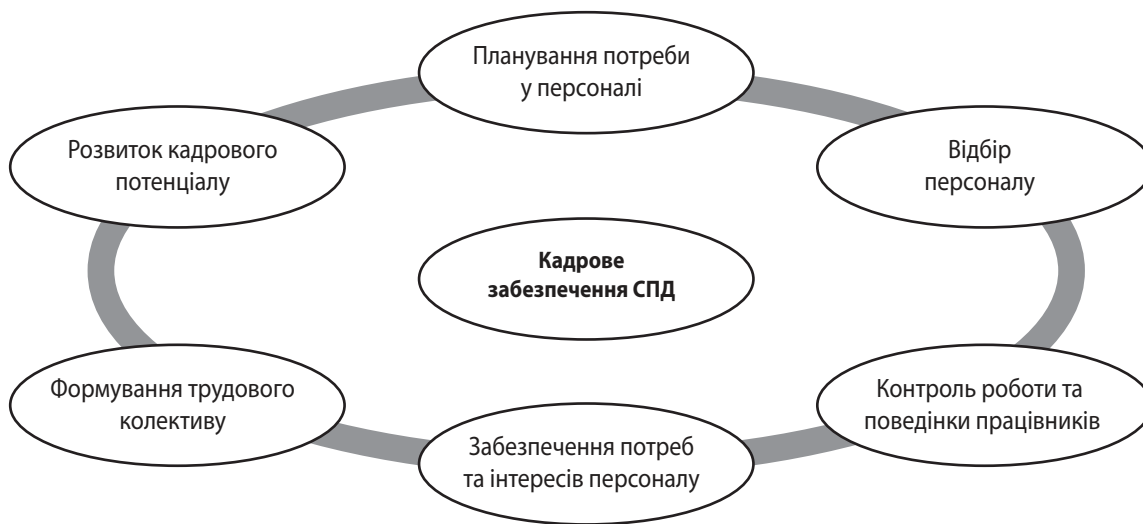 Планування потреби
у персоналі
Розвиток кадрового
потенціалу
Відбір
персоналу
Кадрове
забезпечення СПД
Формування трудового
колективу
Контроль роботи та
поведінки працівників
Забезпечення потреб
та інтересів персоналу